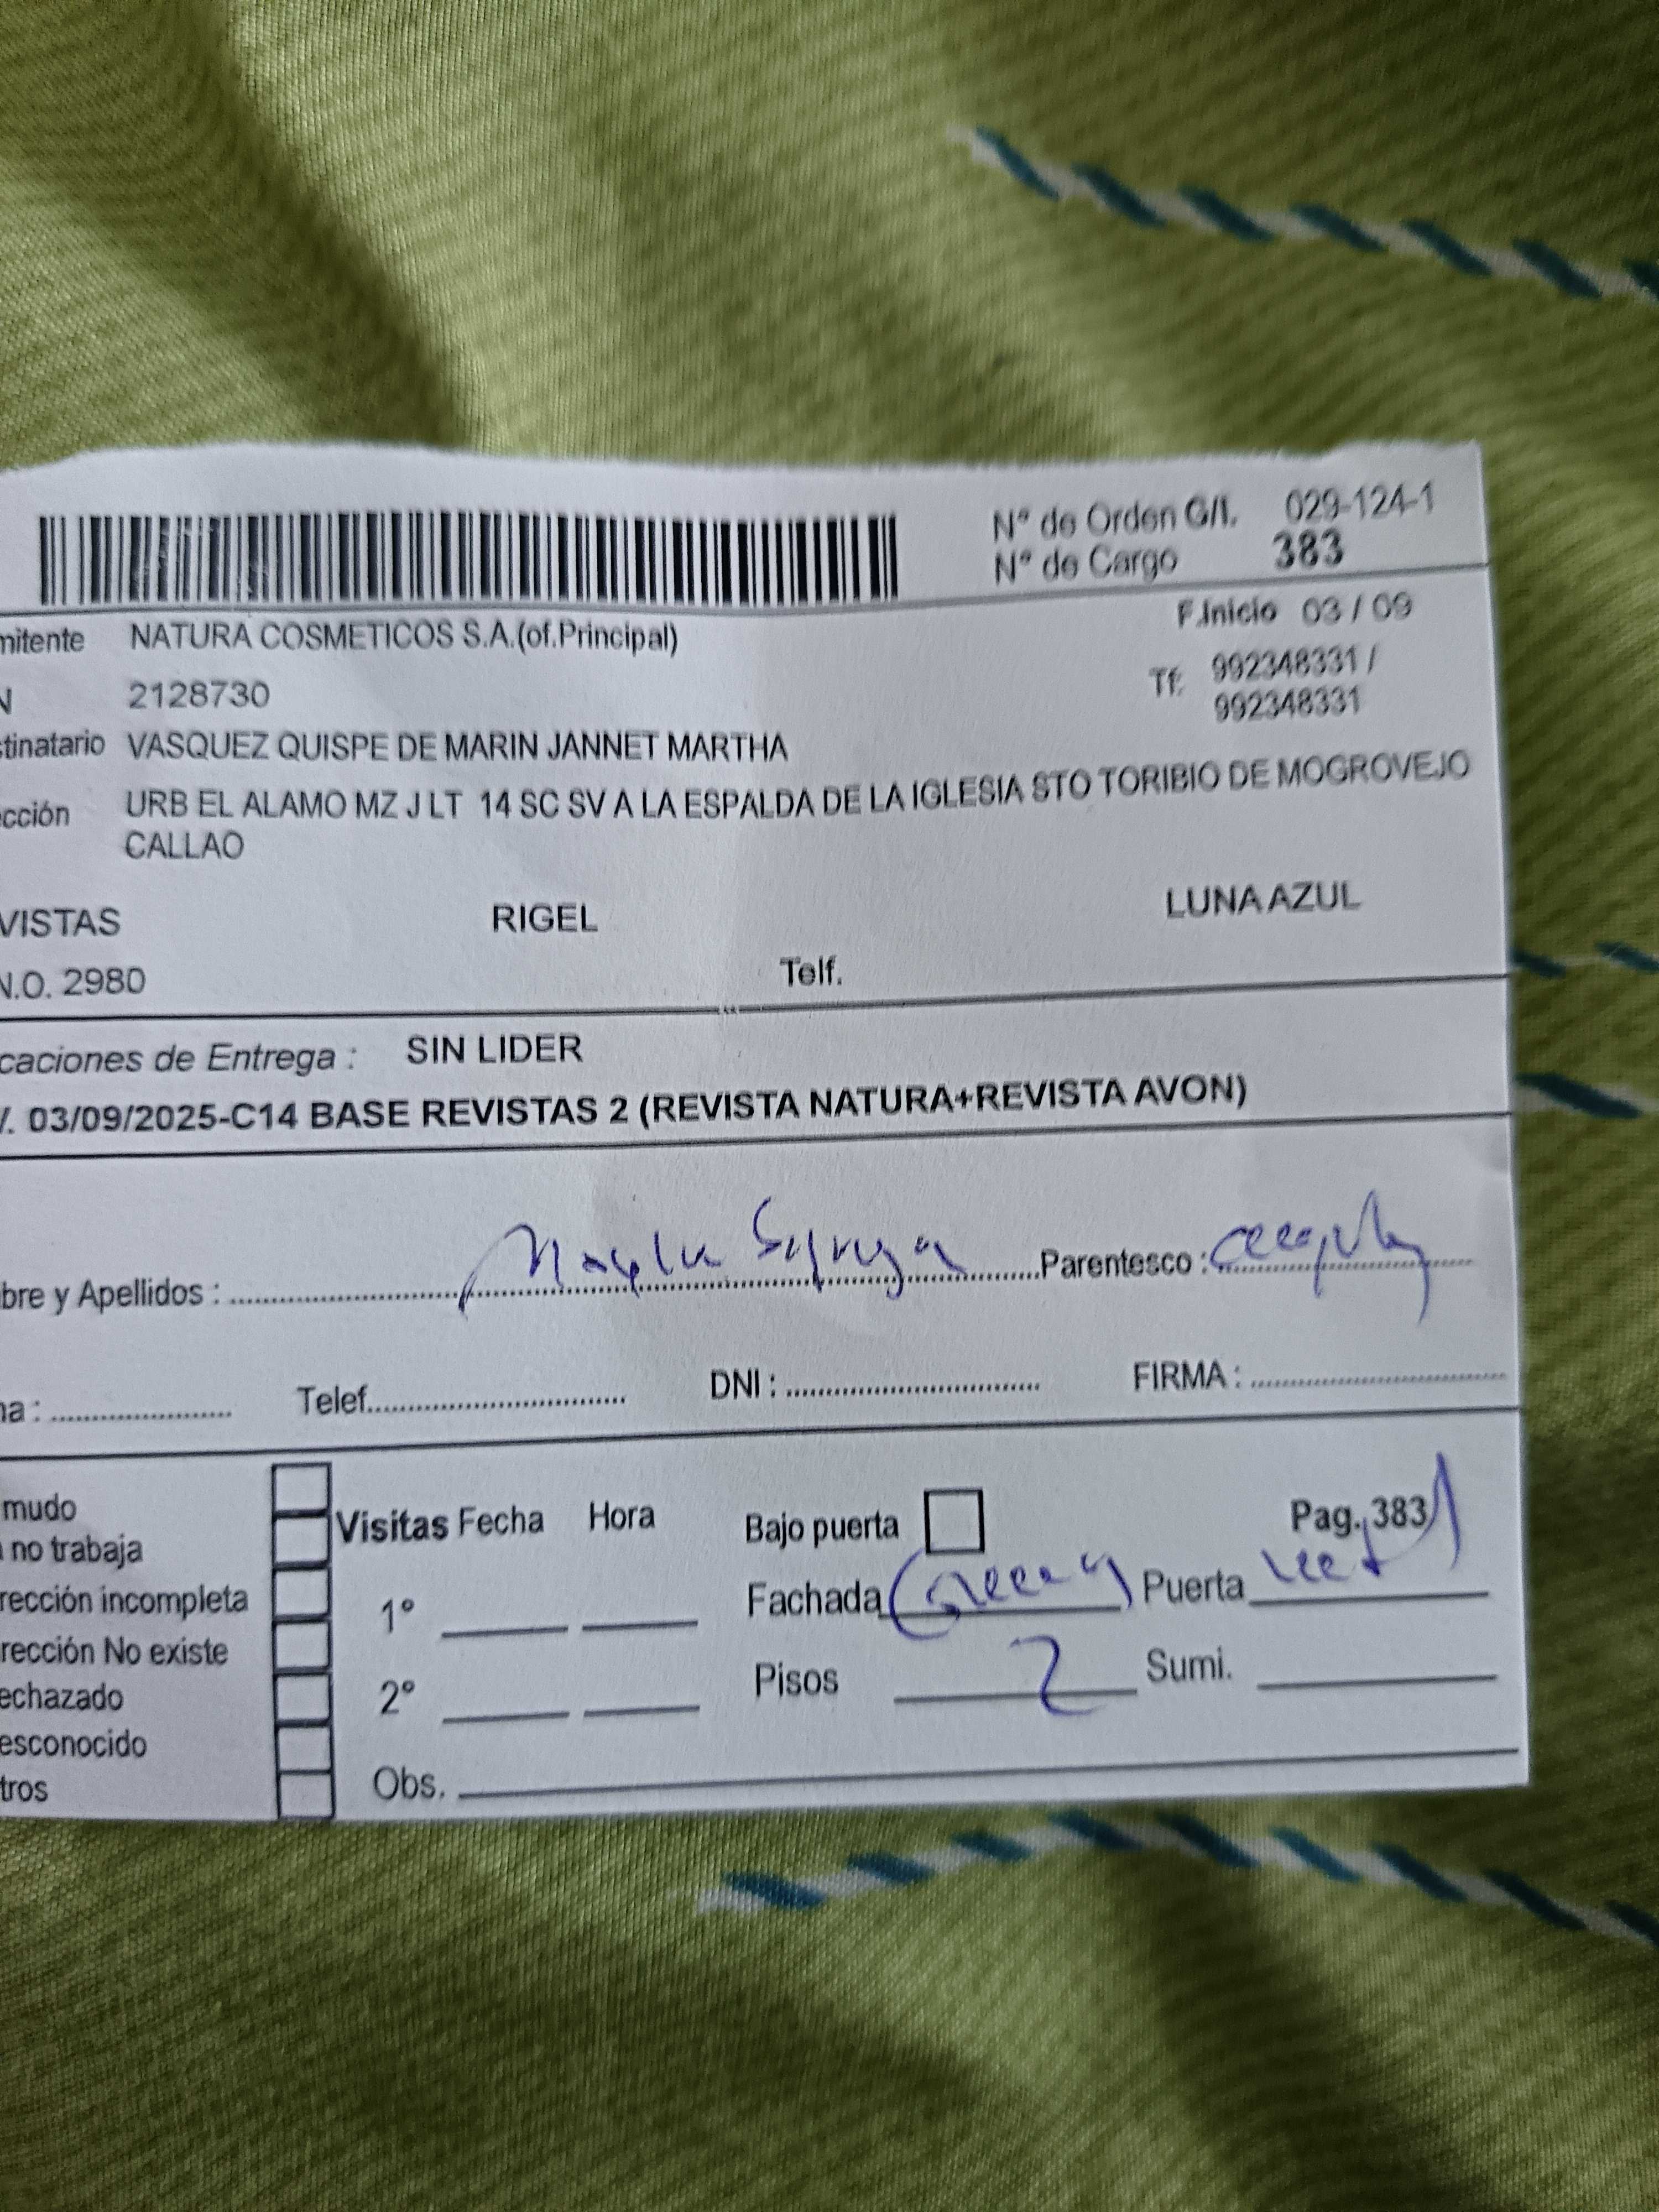 Nº de Orden G/I. 029-124-1
Nº de Cargo 383
F.Inicio 03 / 09
mitente NATURA COSMETICOS S.A.(of.Principal)
Tf: 992348331 /
992348331
N 2128730
tinatario VASQUEZ QUISPE DE MARIN JANNET MARTHA
cción URB EL ALAMO MZ J LT 14 SC SV A LA ESPALDA DE LA IGLESIA STO TORIBIO DE MOGROVEJO
CALLAO
VISTAS RIGEL LUNA AZUL
N.O. 2980 Telf.
caciones de Entrega : SIN LIDER
/. 03/09/2025-C14 BASE REVISTAS 2 (REVISTA NATURA+REVISTA AVON)
bre y Apellidos : Parentesco :
na : Telef. DNI : FIRMA :
mudo
no trabaja
rección incompleta
rección No existe
echazado
esconocido
tros
Visitas Fecha Hora
1º
2º
Obs.
Bajo puerta Pag. 383
Fachada Puerta
Pisos 2 Sumi.